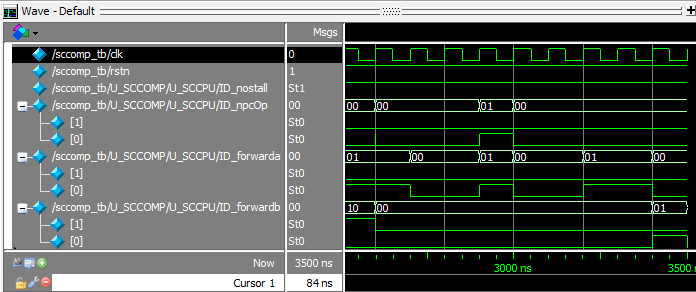 Wave - Default
Msgs
/sccomp_tb/clk 0
/sccomp_tb/rstn 1
/sccomp_tb/U_SCCOMP/U_SCCPU/ID_nostall St1
/sccomp_tb/U_SCCOMP/U_SCCPU/ID_npcOp 00 00 00 01 00
[1] St0
[0] St0
/sccomp_tb/U_SCCOMP/U_SCCPU/ID_forwarda 00 01 00 01 00 01 00
[1] St0
[0] St0
/sccomp_tb/U_SCCOMP/U_SCCPU/ID_forwardb 00 10 00 01
[1] St0
[0] St0
Now 3500 ns 3000 ns 3500
Cursor 1 84 ns